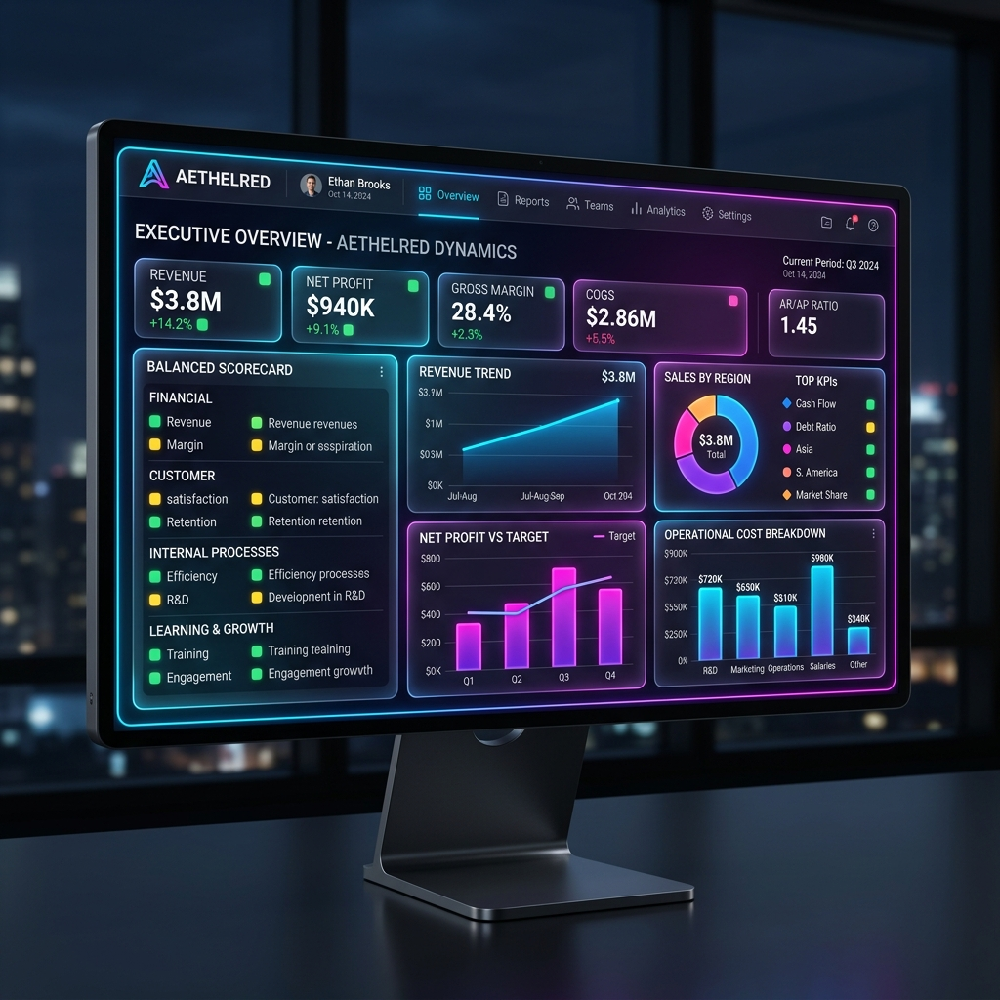 AETHELRED
Ethan Brooks
Oct 14, 2024
Overview
Reports
Teams
Analytics
Settings
EXECUTIVE OVERVIEW - AETHELRED DYNAMICS
Current Period: Q3 2024
Oct 14, 2034
REVENUE
$3.8M
+14.2%
NET PROFIT
$940K
+9.1%
GROSS MARGIN
28.4%
+2.3%
COGS
$2.86M
+5.5%
AR/AP RATIO
1.45
BALANCED SCORECARD
FINANCIAL
Revenue
Revenue revenues
Margin
Margin or ssspiration
CUSTOMER
satisfaction
Customer: satisfaction
Retention
Retention retention
INTERNAL PROCESSES
Efficiency
Efficiency processes
R&D
Deveiopnent in R&D
LEARNING & GROWTH
Training
Training teaining
Engagement
Engagement growvth
REVENUE TREND
$3.8M
$1M
$03M
$0K
Jul-Aug
Jul-Aug-Sep
Oct 204
SALES BY REGION
$3.8M
Total
TOP KPIs
Cash Flow
Debt Ratio
Asia
S. America
Market Share
NET PROFIT VS TARGET
Target
$800
$600
$400
$200
$0K
Q1
Q2
Q3
Q4
OPERATIONAL COST BREAKDOWN
$900K
$720K
$550K
$250K
0K
$720K
$650K
$310K
$980K
$340K
R&D
Marketing
Operations
Salaries
Other